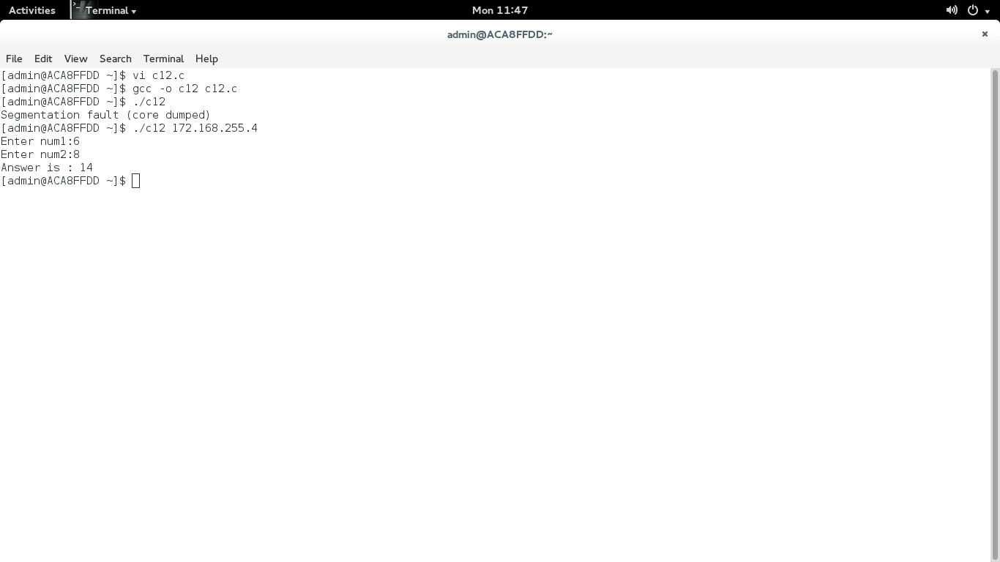 Activities Terminal Mon 11:47
admin@ACA8FFDD:~ ×
File Edit View Search Terminal Help
[admin@ACA8FFDD ~]$ vi c12.c
[admin@ACA8FFDD ~]$ gcc -o c12 c12.c
[admin@ACA8FFDD ~]$ ./c12
Segmentation fault (core dumped)
[admin@ACA8FFDD ~]$ ./c12 172.168.255.4
Enter num1:6
Enter num2:8
Answer is : 14
[admin@ACA8FFDD ~]$